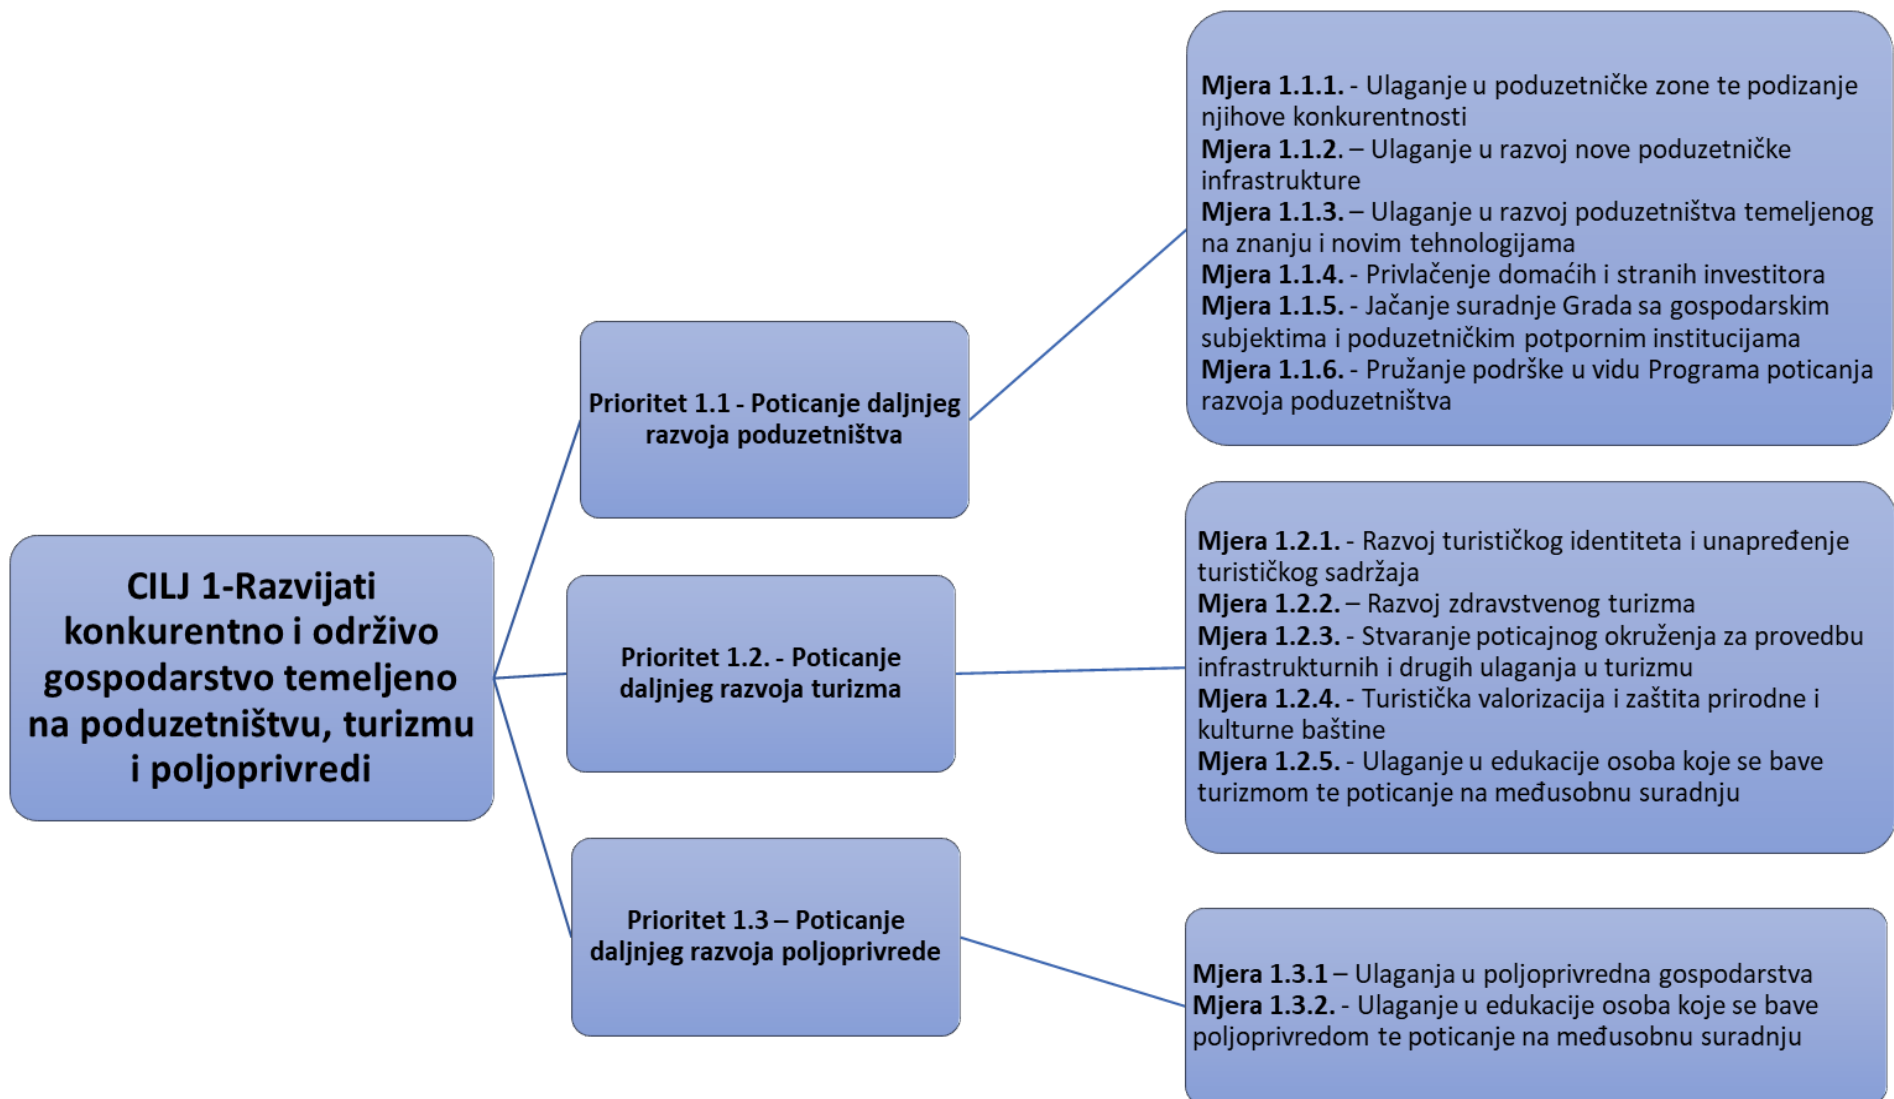 CILJ 1-Razvijati
konkurentno i održivo
gospodarstvo temeljeno
na poduzetništvu, turizmu
i poljoprivredi
Prioritet 1.1 - Poticanje daljnjeg
razvoja poduzetništva
Mjera 1.1.1. - Ulaganje u poduzetničke zone te podizanje
njihove konkurentnosti
Mjera 1.1.2. – Ulaganje u razvoj nove poduzetničke
infrastrukture
Mjera 1.1.3. – Ulaganje u razvoj poduzetništva temeljenog
na znanju i novim tehnologijama
Mjera 1.1.4. - Privlačenje domaćih i stranih investitora
Mjera 1.1.5. - Jačanje suradnje Grada sa gospodarskim
subjektima i poduzetničkim potpornim institucijama
Mjera 1.1.6. - Pružanje podrške u vidu Programa poticanja
razvoja poduzetništva
Prioritet 1.2. - Poticanje
daljnjeg razvoja turizma
Mjera 1.2.1. - Razvoj turističkog identiteta i unapređenje
turističkog sadržaja
Mjera 1.2.2. – Razvoj zdravstvenog turizma
Mjera 1.2.3. - Stvaranje poticajnog okruženja za provedbu
infrastrukturnih i drugih ulaganja u turizmu
Mjera 1.2.4. - Turistička valorizacija i zaštita prirodne i
kulturne baštine
Mjera 1.2.5. - Ulaganje u edukacije osoba koje se bave
turizmom te poticanje na međusobnu suradnju
Prioritet 1.3 – Poticanje
daljnjeg razvoja poljoprivrede
Mjera 1.3.1 – Ulaganja u poljoprivredna gospodarstva
Mjera 1.3.2. - Ulaganje u edukacije osoba koje se bave
poljoprivredom te poticanje na međusobnu suradnju